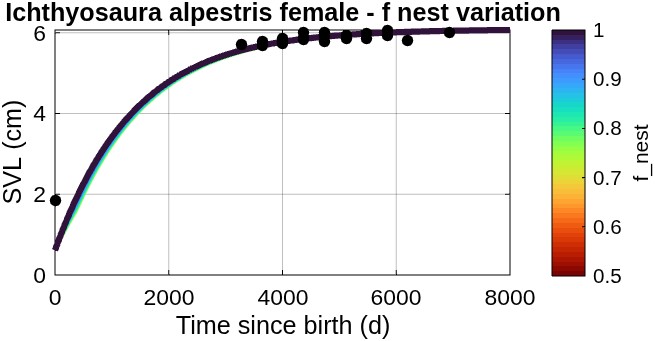 Ichthyosaura alpestris female - f nest variation
6
4
2
0
SVL (cm)
0 2000 4000 6000 8000
Time since birth (d)
1
0.9
0.8
0.7
0.6
0.5
f_nest